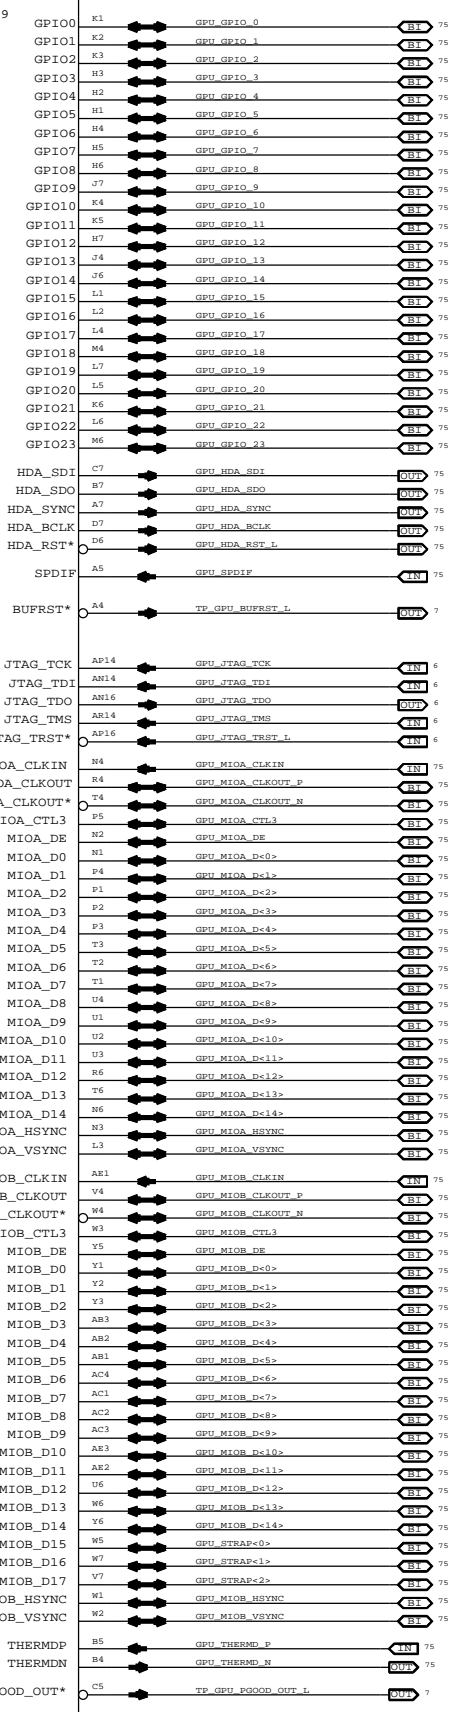 9
GPIO0 K1 GPU_GPIO_0 BI 75
GPIO1 K2 GPU_GPIO_1 BI 75
GPIO2 K3 GPU_GPIO_2 BI 75
GPIO3 H3 GPU_GPIO_3 BI 75
GPIO4 H2 GPU_GPIO_4 BI 75
GPIO5 H1 GPU_GPIO_5 BI 75
GPIO6 H4 GPU_GPIO_6 BI 75
GPIO7 H5 GPU_GPIO_7 BI 75
GPIO8 H6 GPU_GPIO_8 BI 75
GPIO9 J7 GPU_GPIO_9 BI 75
GPIO10 K4 GPU_GPIO_10 BI 75
GPIO11 K5 GPU_GPIO_11 BI 75
GPIO12 H7 GPU_GPIO_12 BI 75
GPIO13 J4 GPU_GPIO_13 BI 75
GPIO14 J6 GPU_GPIO_14 BI 75
GPIO15 L1 GPU_GPIO_15 BI 75
GPIO16 L2 GPU_GPIO_16 BI 75
GPIO17 L4 GPU_GPIO_17 BI 75
GPIO18 M4 GPU_GPIO_18 BI 75
GPIO19 L7 GPU_GPIO_19 BI 75
GPIO20 L5 GPU_GPIO_20 BI 75
GPIO21 K6 GPU_GPIO_21 BI 75
GPIO22 L6 GPU_GPIO_22 BI 75
GPIO23 M6 GPU_GPIO_23 BI 75
HDA_SDI C7 GPU_HDA_SDI OUT 75
HDA_SDO B7 GPU_HDA_SDO OUT 75
HDA_SYNC A7 GPU_HDA_SYNC OUT 75
HDA_BCLK D7 GPU_HDA_BCLK OUT 75
HDA_RST* D6 GPU_HDA_RST_L OUT 75
SPDIF A5 GPU_SPDIF IN 75
BUFRST* A4 TP_GPU_BUFRST_L OUT 7
JTAG_TCK AP14 GPU_JTAG_TCK IN 6
JTAG_TDI AN14 GPU_JTAG_TDI IN 6
JTAG_TDO AN16 GPU_JTAG_TDO OUT 6
JTAG_TMS AR14 GPU_JTAG_TMS IN 6
TAG_TRST* AP16 GPU_JTAG_TRST_L IN 6
OA_CLKIN N4 GPU_MIOA_CLKIN IN 75
OA_CLKOUT R4 GPU_MIOA_CLKOUT_P BI 75
A_CLKOUT* T4 GPU_MIOA_CLKOUT_N BI 75
MIOA_CTL3 P5 GPU_MIOA_CTL3 BI 75
MIOA_DE N2 GPU_MIOA_DE BI 75
MIOA_D0 N1 GPU_MIOA_D<0> BI 75
MIOA_D1 P4 GPU_MIOA_D<1> BI 75
MIOA_D2 P1 GPU_MIOA_D<2> BI 75
MIOA_D3 P2 GPU_MIOA_D<3> BI 75
MIOA_D4 P3 GPU_MIOA_D<4> BI 75
MIOA_D5 T3 GPU_MIOA_D<5> BI 75
MIOA_D6 T2 GPU_MIOA_D<6> BI 75
MIOA_D7 T1 GPU_MIOA_D<7> BI 75
MIOA_D8 U4 GPU_MIOA_D<8> BI 75
MIOA_D9 U1 GPU_MIOA_D<9> BI 75
MIOA_D10 U2 GPU_MIOA_D<10> BI 75
MIOA_D11 U3 GPU_MIOA_D<11> BI 75
MIOA_D12 R6 GPU_MIOA_D<12> BI 75
MIOA_D13 T6 GPU_MIOA_D<13> BI 75
MIOA_D14 N6 GPU_MIOA_D<14> BI 75
OA_HSYNC N3 GPU_MIOA_HSYNC BI 75
OA_VSYNC L3 GPU_MIOA_VSYNC BI 75
OB_CLKIN AE1 GPU_MIOB_CLKIN IN 75
B_CLKOUT V4 GPU_MIOB_CLKOUT_P BI 75
_CLKOUT* W4 GPU_MIOB_CLKOUT_N BI 75
IOB_CTL3 W3 GPU_MIOB_CTL3 BI 75
MIOB_DE Y5 GPU_MIOB_DE BI 75
MIOB_D0 Y1 GPU_MIOB_D<0> BI 75
MIOB_D1 Y2 GPU_MIOB_D<1> BI 75
MIOB_D2 Y3 GPU_MIOB_D<2> BI 75
MIOB_D3 AB3 GPU_MIOB_D<3> BI 75
MIOB_D4 AB2 GPU_MIOB_D<4> BI 75
MIOB_D5 AB1 GPU_MIOB_D<5> BI 75
MIOB_D6 AC4 GPU_MIOB_D<6> BI 75
MIOB_D7 AC1 GPU_MIOB_D<7> BI 75
MIOB_D8 AC2 GPU_MIOB_D<8> BI 75
MIOB_D9 AC3 GPU_MIOB_D<9> BI 75
MIOB_D10 AE3 GPU_MIOB_D<10> BI 75
MIOB_D11 AE2 GPU_MIOB_D<11> BI 75
MIOB_D12 U6 GPU_MIOB_D<12> BI 75
MIOB_D13 W6 GPU_MIOB_D<13> BI 75
MIOB_D14 Y6 GPU_MIOB_D<14> BI 75
MIOB_D15 W5 GPU_STRAP<0> BI 75
MIOB_D16 W7 GPU_STRAP<1> BI 75
MIOB_D17 V7 GPU_STRAP<2> BI 75
OB_HSYNC W1 GPU_MIOB_HSYNC BI 75
OB_VSYNC W2 GPU_MIOB_VSYNC BI 75
THERMDP B5 GPU_THERMD_P IN 75
THERMDN B4 GPU_THERMD_N OUT 75
OOD_OUT* C5 TP_GPU_PGOOD_OUT_L OUT 7